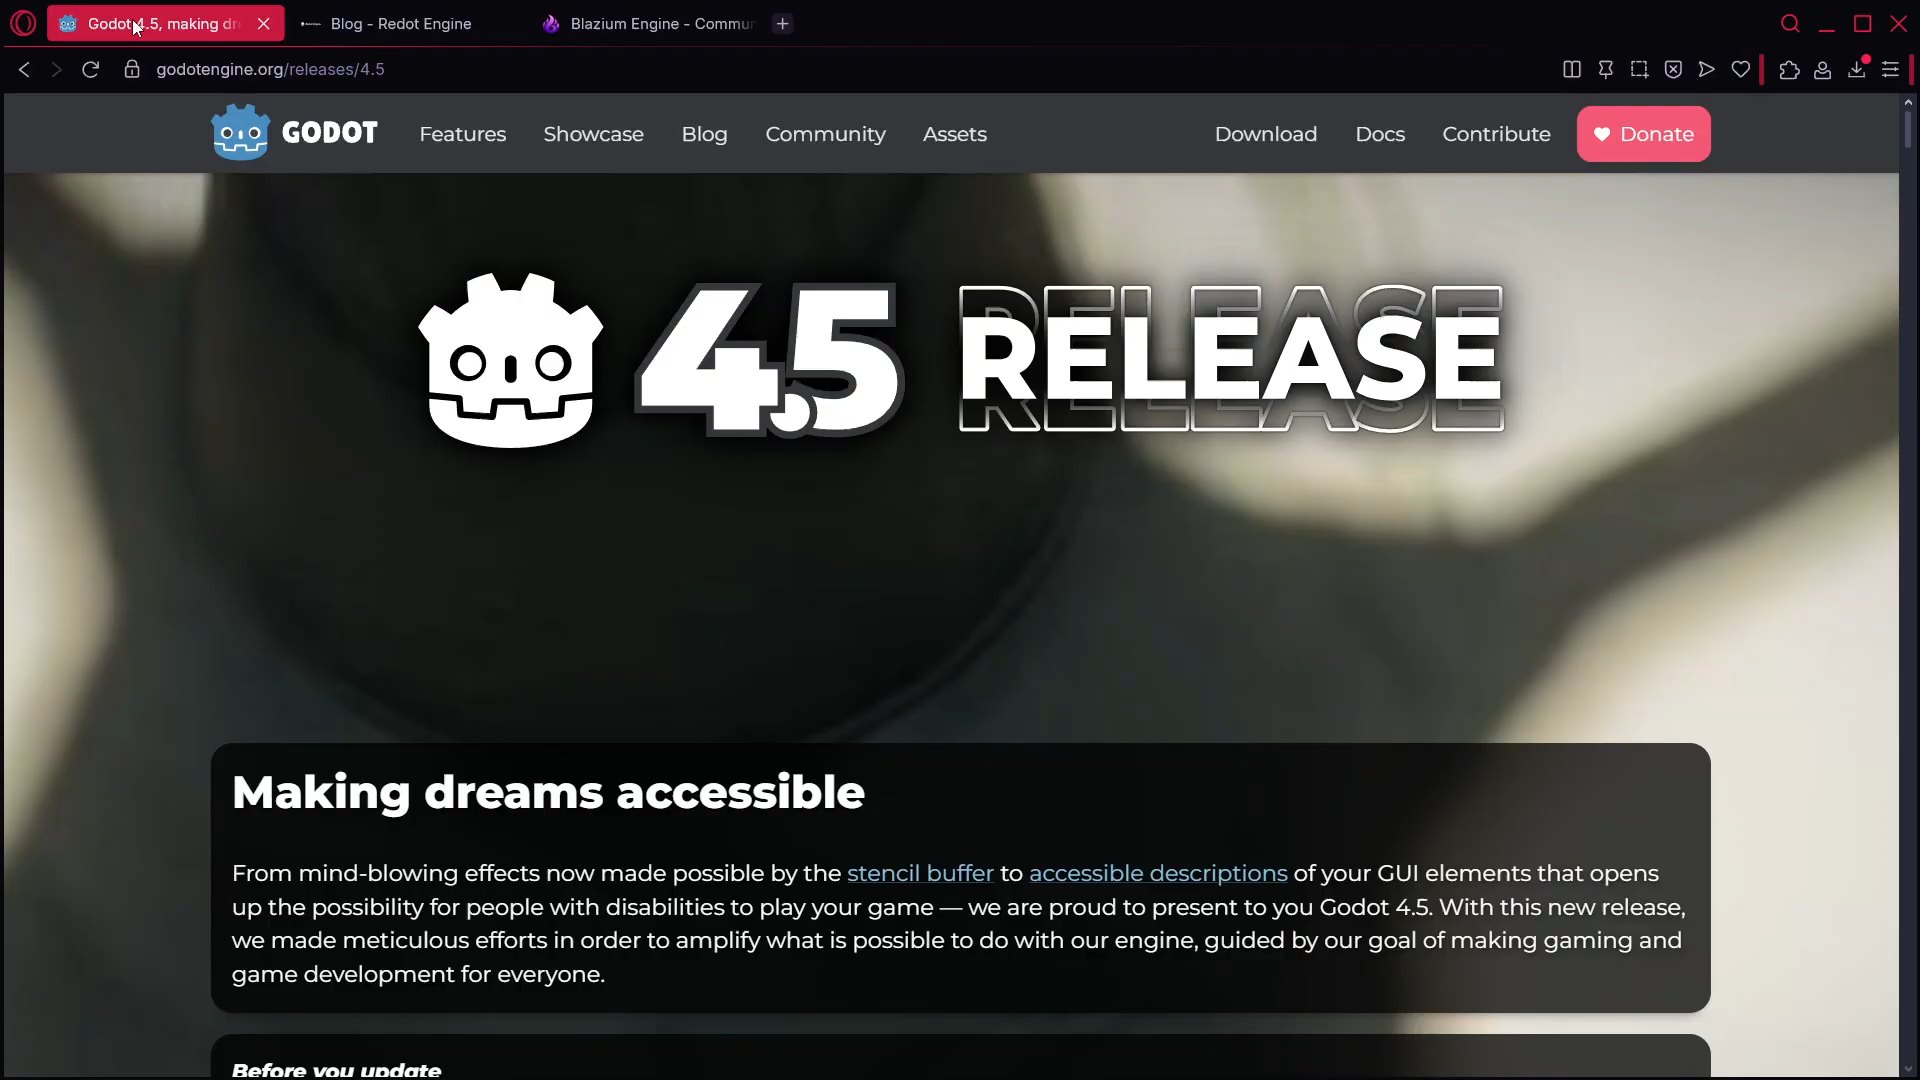 Godot 4.5, making dr
Blog - Redot Engine
Blazium Engine - Commun
godotengine.org/releases/4.5
GODOT
Features
Showcase
Blog
Community
Assets
Download
Docs
Contribute
Donate
4.5 RELEASE
Making dreams accessible
From mind-blowing effects now made possible by the stencil buffer to accessible descriptions of your GUI elements that opens
up the possibility for people with disabilities to play your game — we are proud to present to you Godot 4.5. With this new release,
we made meticulous efforts in order to amplify what is possible to do with our engine, guided by our goal of making gaming and
game development for everyone.
Before you update